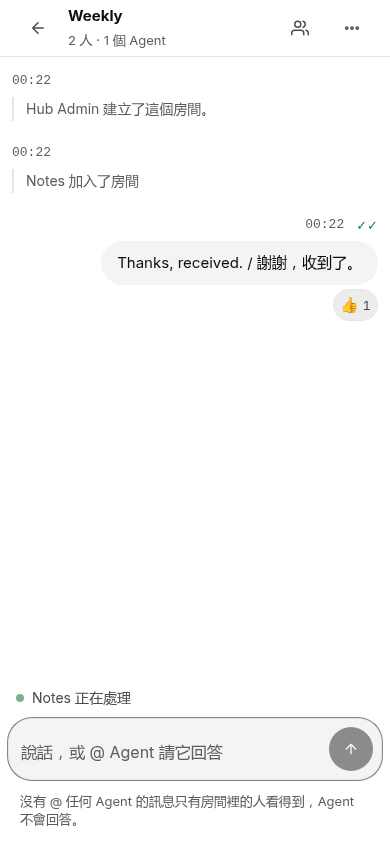 Weekly
2 人 · 1 個 Agent
00:22
Hub Admin 建立了這個房間。
00:22
Notes 加入了房間
00:22 ✓✓
Thanks, received. / 謝謝，收到了。
👍 1
Notes 正在處理
說話，或 @ Agent 請它回答
沒有 @ 任何 Agent 的訊息只有房間裡的人看得到，Agent
不會回答。